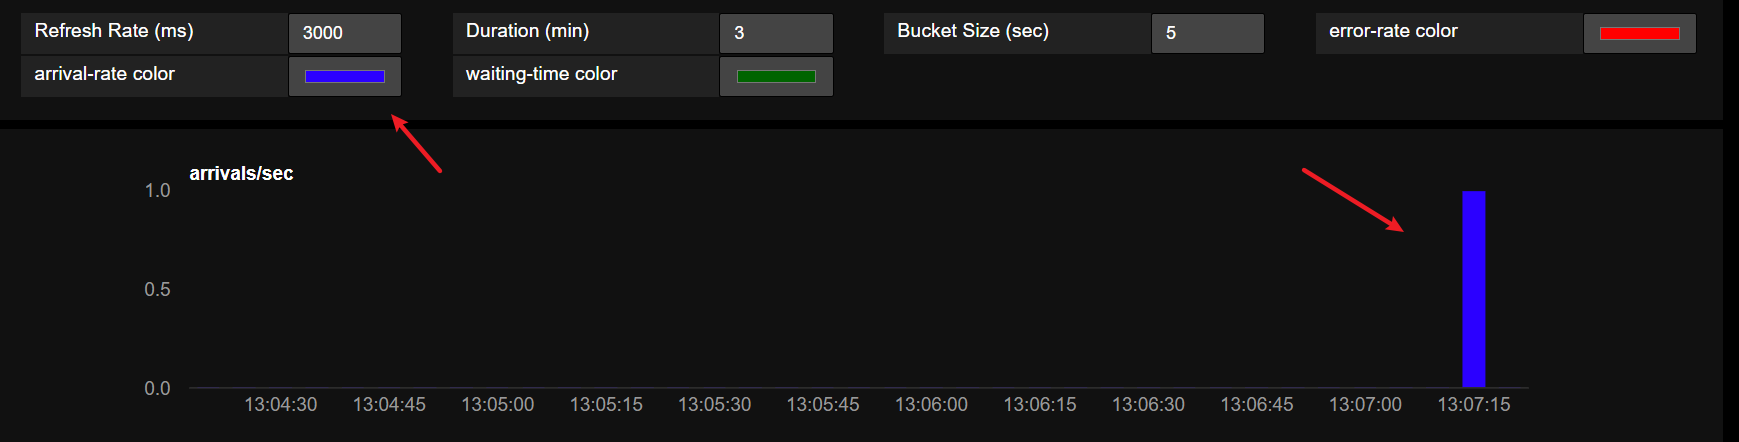 Refresh Rate (ms) 3000 Duration (min) 3 Bucket Size (sec) 5 error-rate color
arrival-rate color waiting-time color
arrivals/sec
1.0
0.5
0.0
13:04:30 13:04:45 13:05:00 13:05:15 13:05:30 13:05:45 13:06:00 13:06:15 13:06:30 13:06:45 13:07:00 13:07:15